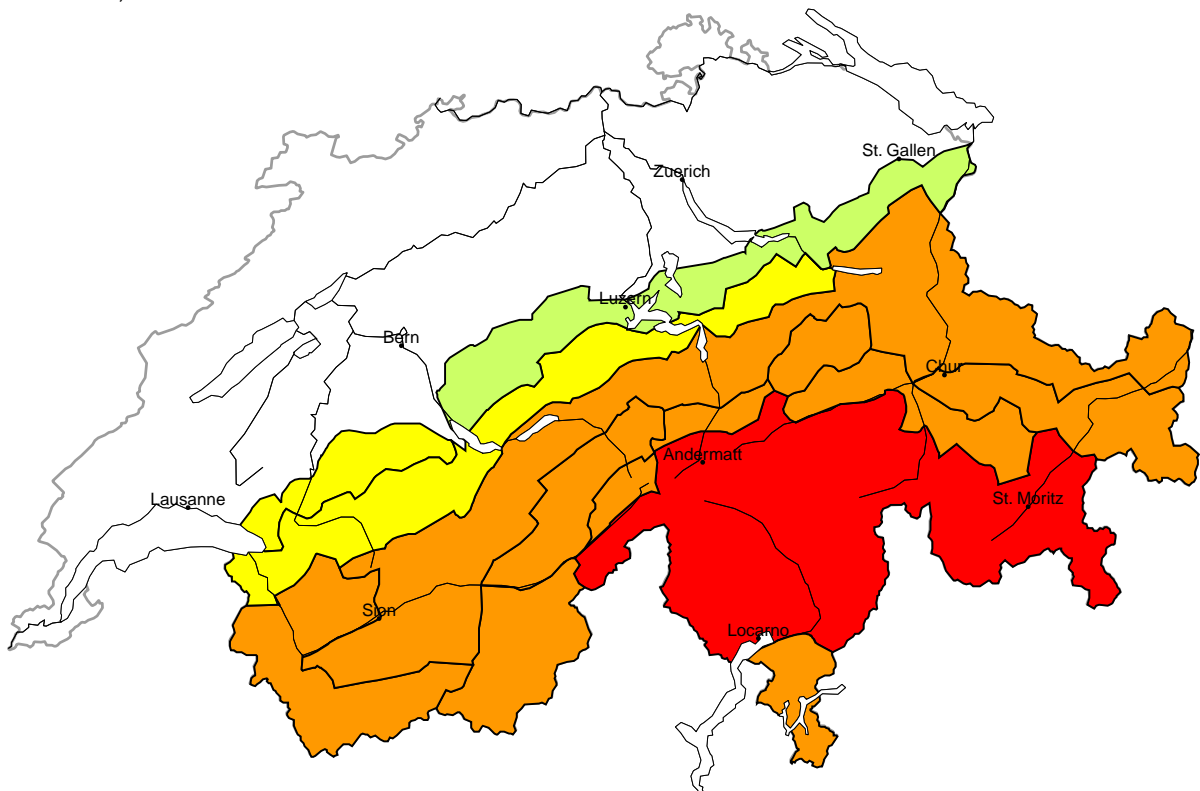 St. Gallen
Zuerich
Luzern
Bern
Chur
Andermatt
Lausanne
St. Moritz
Sion
Locarno